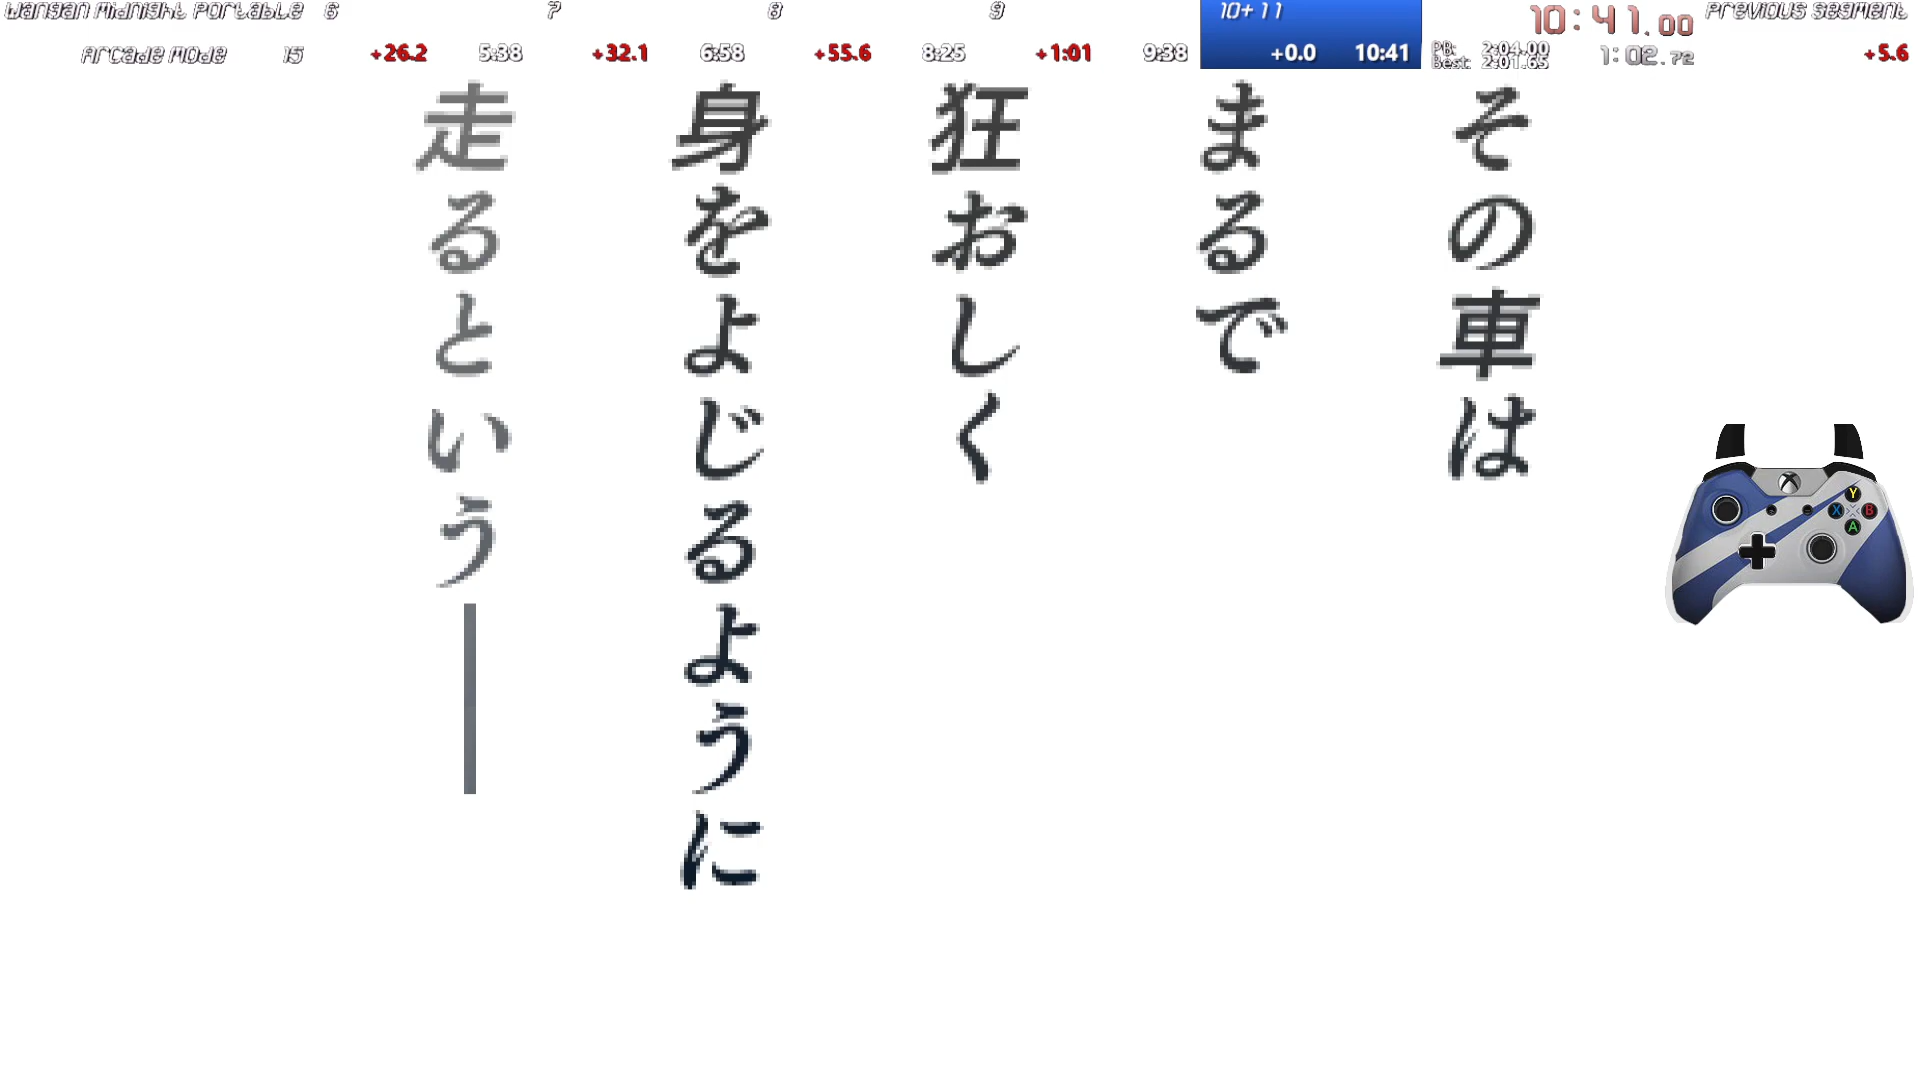 Wangan Midnight Portable 6 7 8 9 10+11 10:41.00 Previous Segment
Arcade Mode 15 +26.2 5:38 +32.1 6:58 +55.6 8:25 +1:01 9:38 +0.0 10:41 PB: 2:04.00 1:02.72 +5.6
Best: 2:01.65
その車は
まるで
狂おしく
身をよじるように
走るという――
Y
X B
A